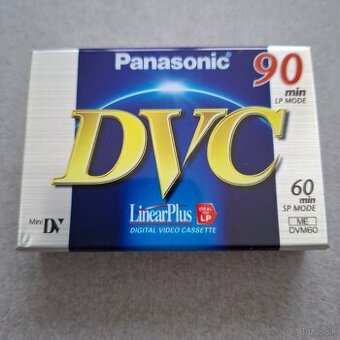 Panasonic
90
min
LP MODE
DVC
60
min
SP MODE
Mini DV
LinearPlus
IDEAL FOR LP
DIGITAL VIDEO CASSETTE
ME
DVM60